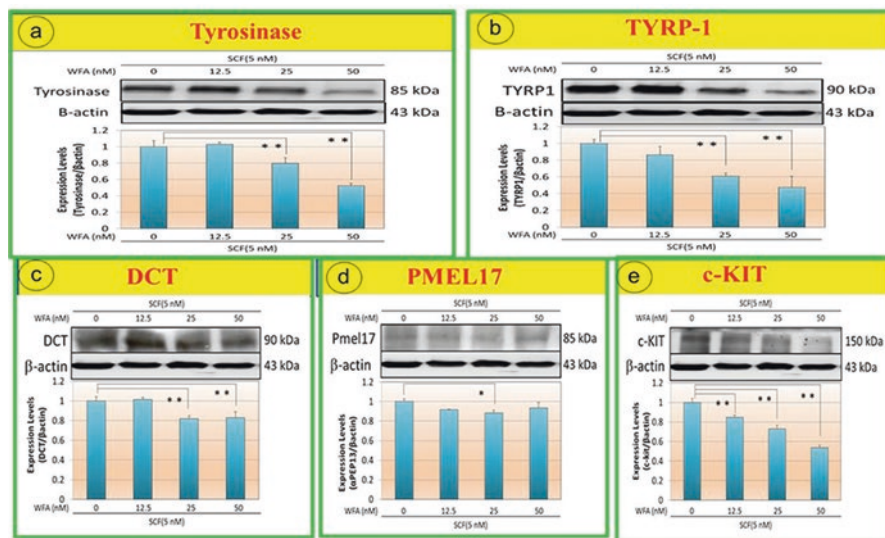 a Tyrosinase
SCF(5 nM)
WFA (nM) 0 12.5 25 50
Tyrosinase 85 kDa
B-actin 43 kDa
Expression Levels
(Tyrosinase/βactin)
1.2
1
0.8
0.6
0.4
0.2
0
** **
WFA (nM) 0 12.5 25 50
SCF(5 nM)
b TYRP-1
SCF(5 nM)
WFA (nM) 0 12.5 25 50
TYRP1 90 kDa
B-actin 43 kDa
Expression Levels
(TYRP1/βactin)
1.2
1
0.8
0.6
0.4
0.2
0
** **
WFA (nM) 0 12.5 25 50
SCF(5 nM)
c DCT
SCF(5 nM)
WFA (nM) 0 12.5 25 50
DCT 90 kDa
β-actin 43 kDa
Expression Levels
(DCT/βactin)
1.2
1
0.8
0.6
0.4
0.2
0
** **
WFA (nM) 0 12.5 25 50
SCF(5 nM)
d PMEL17
SCF(5 nM)
WFA (nM) 0 12.5 25 50
Pmel17 85 kDa
β-actin 43 kDa
Expression Levels
(αPEP13/βactin)
1.2
1
0.8
0.6
0.4
0.2
0
*
WFA (nM) 0 12.5 25 50
SCF(5 nM)
e c-KIT
SCF(5 nM)
WFA (nM) 0 12.5 25 50
c-KIT 150 kDa
β-actin 43 kDa
Expression Levels
(c-kit/βactin)
1.2
1
0.8
0.6
0.4
0.2
0
** ** **
WFA (nM) 0 12.5 25 50
SCF(5 nM)